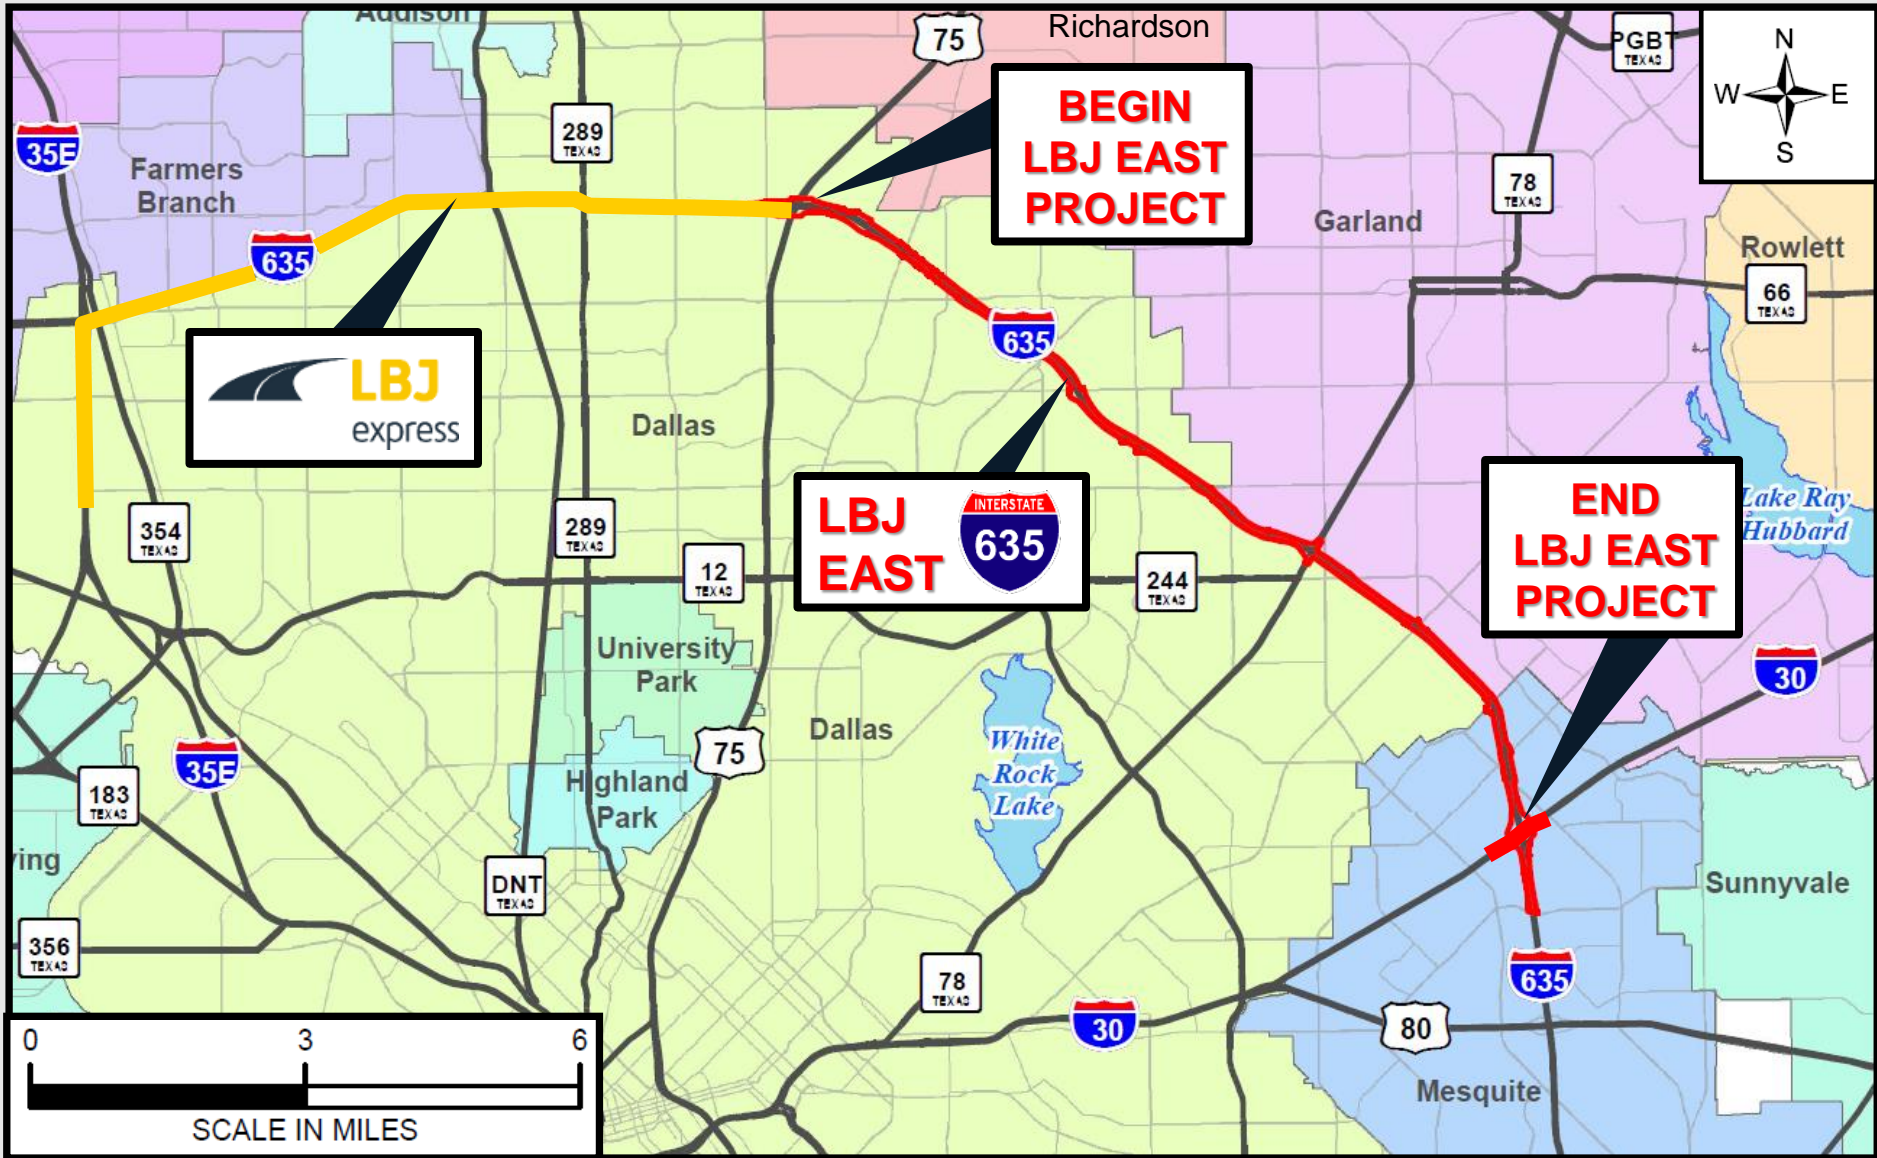 Addison
Richardson
75
PGBT
TEXAS
N
W E
S
BEGIN
LBJ EAST
PROJECT
35E
289
TEXAS
Farmers
Branch
78
TEXAS
Garland
Rowlett
635
66
TEXAS
635
LBJ
express
Dallas
LBJ
EAST
INTERSTATE
635
END
LBJ EAST
PROJECT
Lake Ray
Hubbard
354
TEXAS
289
TEXAS
12
TEXAS
244
TEXAS
University
Park
30
Dallas
75
White
Rock
Lake
35E
183
TEXAS
Highland
Park
ving
DNT
TEXAS
Sunnyvale
356
TEXAS
78
TEXAS
635
30
80
Mesquite
0 3 6
SCALE IN MILES